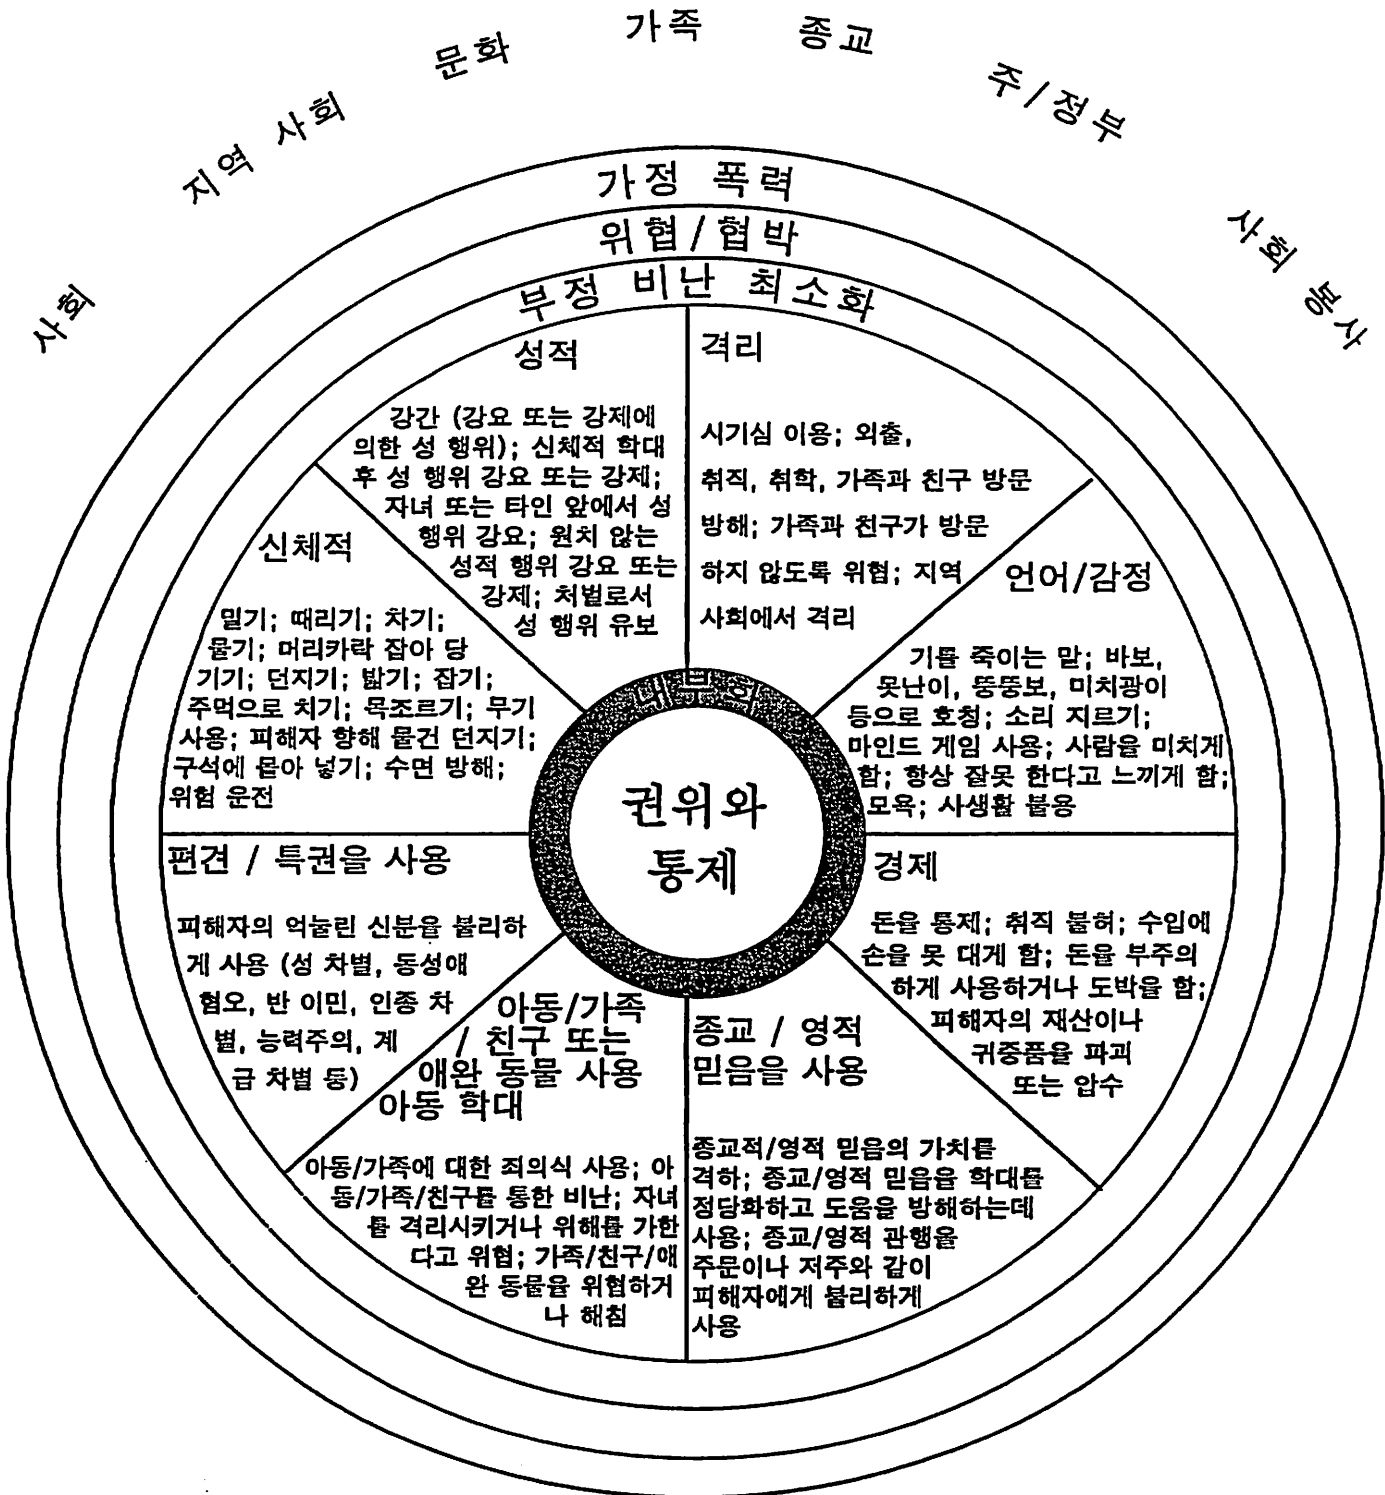 사회
지역 사회
문화
가족
종교
주/정부
사회 봉사
가정 폭력
위협/협박
부정 비난 최소화
성적
강간 (강요 또는 강제에
의한 성 행위); 신체적 학대
후 성 행위 강요 또는 강제;
자녀 또는 타인 앞에서 성
행위 강요; 원치 않는
성적 행위 강요 또는
강제; 처벌로서
성 행위 유보
격리
시기심 이용; 외출,
취직, 취학, 가족과 친구 방문
방해; 가족과 친구가 방문
하지 않도록 위협; 지역
사회에서 격리
신체적
밀기; 때리기; 차기;
물기; 머리카락 잡아 당
기기; 던지기; 밟기; 잡기;
주먹으로 치기; 목조르기; 무기
사용; 피해자 향해 물건 던지기;
구석에 몰아 넣기; 수면 방해;
위험 운전
언어/감정
기를 죽이는 말; 바보,
못난이, 뚱뚱보, 미치광이
등으로 호칭; 소리 지르기;
마인드 게임 사용; 사람을 미치게
함; 항상 잘못 한다고 느끼게 함;
모욕; 사생활 불용
내부화
권위와
통제
편견 / 특권을 사용
피해자의 억눌린 신분을 불리하
게 사용 (성 차별, 동성애
혐오, 반 이민, 인종 차
별, 능력주의, 계
급 차별 등)
경제
돈을 통제; 취직 불허; 수입에
손을 못 대게 함; 돈을 부주의
하게 사용하거나 도박을 함;
피해자의 재산이나
귀중품을 파괴
또는 압수
아동/가족
/ 친구 또는
애완 동물 사용
아동 학대
아동/가족에 대한 죄의식 사용; 아
동/가족/친구를 통한 비난; 자녀
를 격리시키거나 위해를 가한
다고 위협; 가족/친구/애
완 동물을 위협하거
나 해침
종교 / 영적
믿음을 사용
종교적/영적 믿음의 가치를
격하; 종교/영적 믿음을 학대를
정당화하고 도움을 방해하는데
사용; 종교/영적 관행을
주문이나 저주와 같이
피해자에게 불리하게
사용